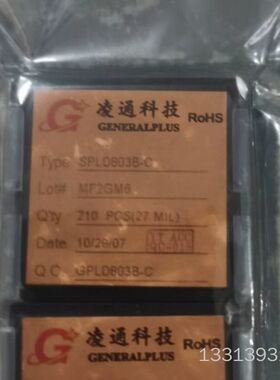 凌通科技 RoHS
GENERALPLUS
Type SPLD803B-C
Lot# MF2GM6
Q'ty 210 PCS(27 MIL)
Date 10/29/07
Q C GPLD803B-C
凌通科技 RoHS
GENERALPLUS
1331393